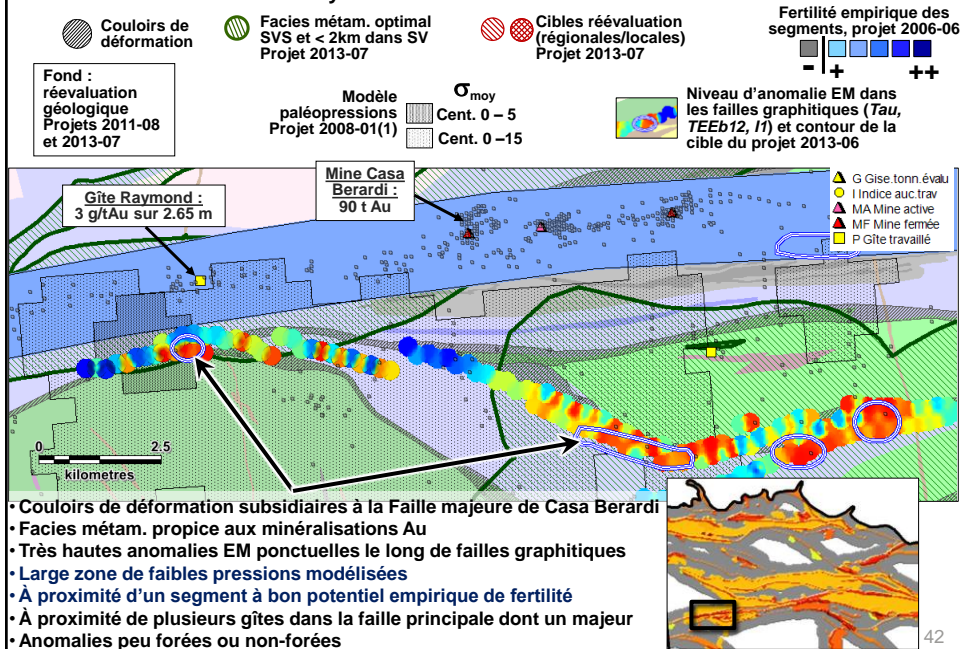 Couloirs de
déformation
Facies métam. optimal
SVS et < 2km dans SV
Projet 2013-07
Cibles réévaluation
(régionales/locales)
Projet 2013-07
Fertilité empirique des
segments, projet 2006-06
- + ++
Fond :
réevaluation
géologique
Projets 2011-08
et 2013-07
Modèle
paléopressions
Projet 2008-01(1)
σmoy
Cent. 0 – 5
Cent. 0 –15
Niveau d'anomalie EM dans
les failles graphitiques (Tau,
TEEb12, I1) et contour de la
cible du projet 2013-06
Gîte Raymond :
3 g/tAu sur 2.65 m
Mine Casa
Berardi :
90 t Au
G Gise.tonn.évalu
I Indice auc.trav
MA Mine active
MF Mine fermée
P Gîte travaillé
0 2.5
kilometres
• Couloirs de déformation subsidiaires à la Faille majeure de Casa Berardi
• Facies métam. propice aux minéralisations Au
• Très hautes anomalies EM ponctuelles le long de failles graphitiques
• Large zone de faibles pressions modélisées
• À proximité d'un segment à bon potentiel empirique de fertilité
• À proximité de plusieurs gîtes dans la faille principale dont un majeur
• Anomalies peu forées ou non-forées
42